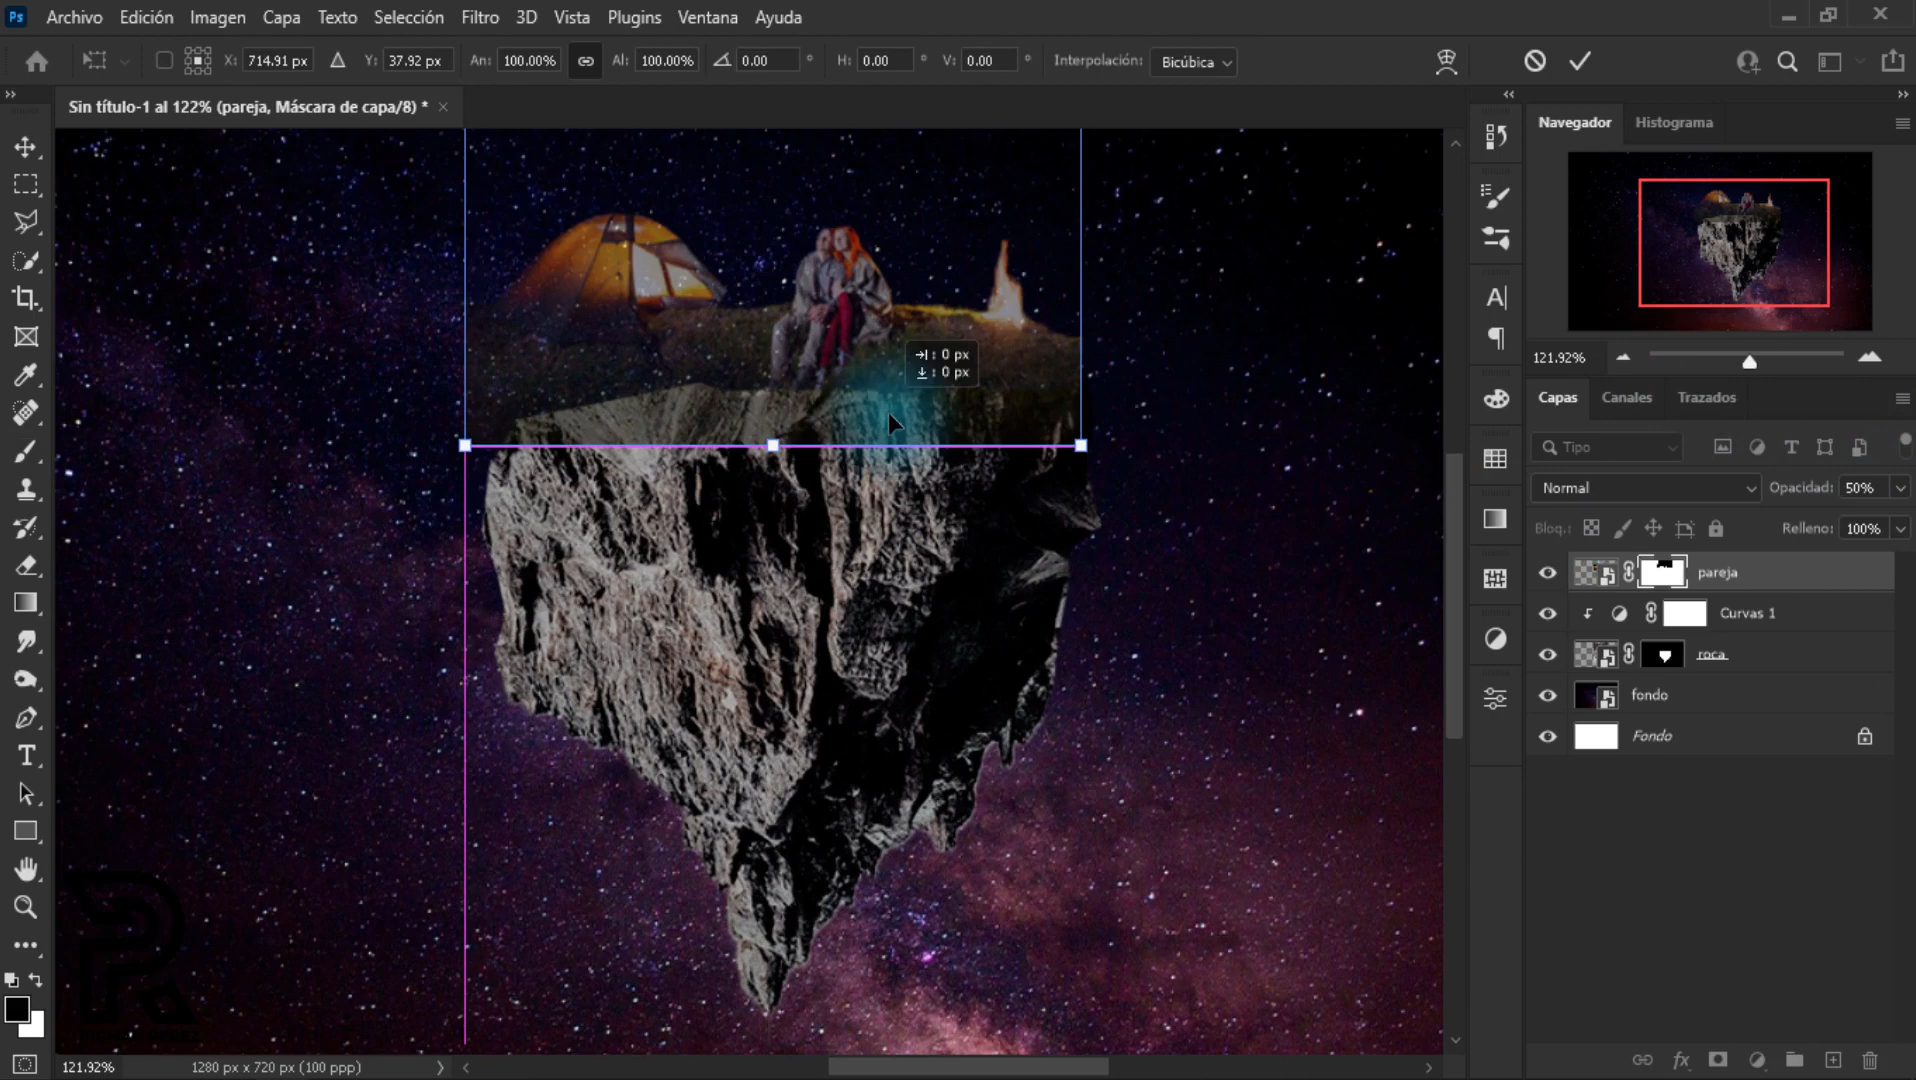 Ps Archivo Edición Imagen Capa Texto Selección Filtro 3D Vista Plugins Ventana Ayuda
X: 714.91 px Y: 37.92 px An: 100.00% Al: 100.00% 0.00 ° H: 0.00 ° V: 0.00 ° Interpolación: Bicúbica
Sin título-1 al 122% (pareja, Máscara de capa/8) *
Navegador Histograma
: 0 px
: 0 px
121.92%
Capas Canales Trazados
Tipo
Normal Opacidad: 50%
Bloq.: Relleno: 100%
pareja
Curvas 1
roca
fondo
Fondo
121.92% 1280 px x 720 px (100 ppp)